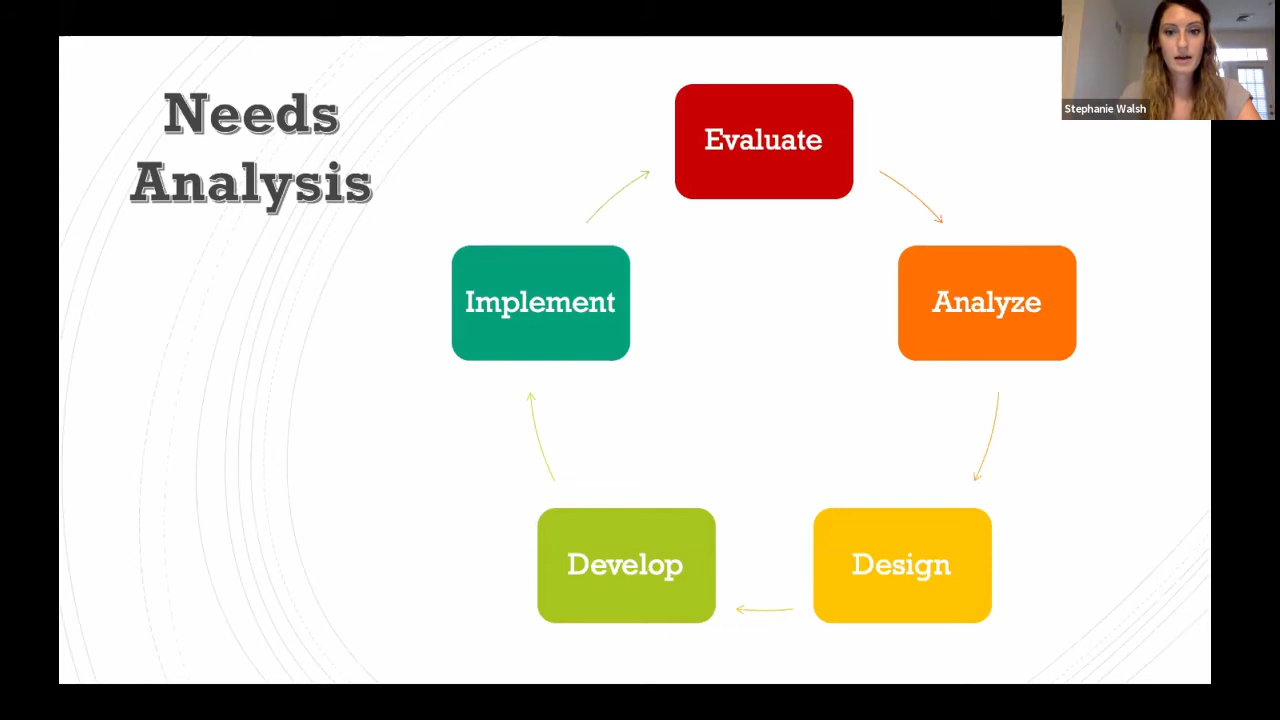 Needs
Analysis
Evaluate
Analyze
Design
Develop
Implement
Stephanie Walsh